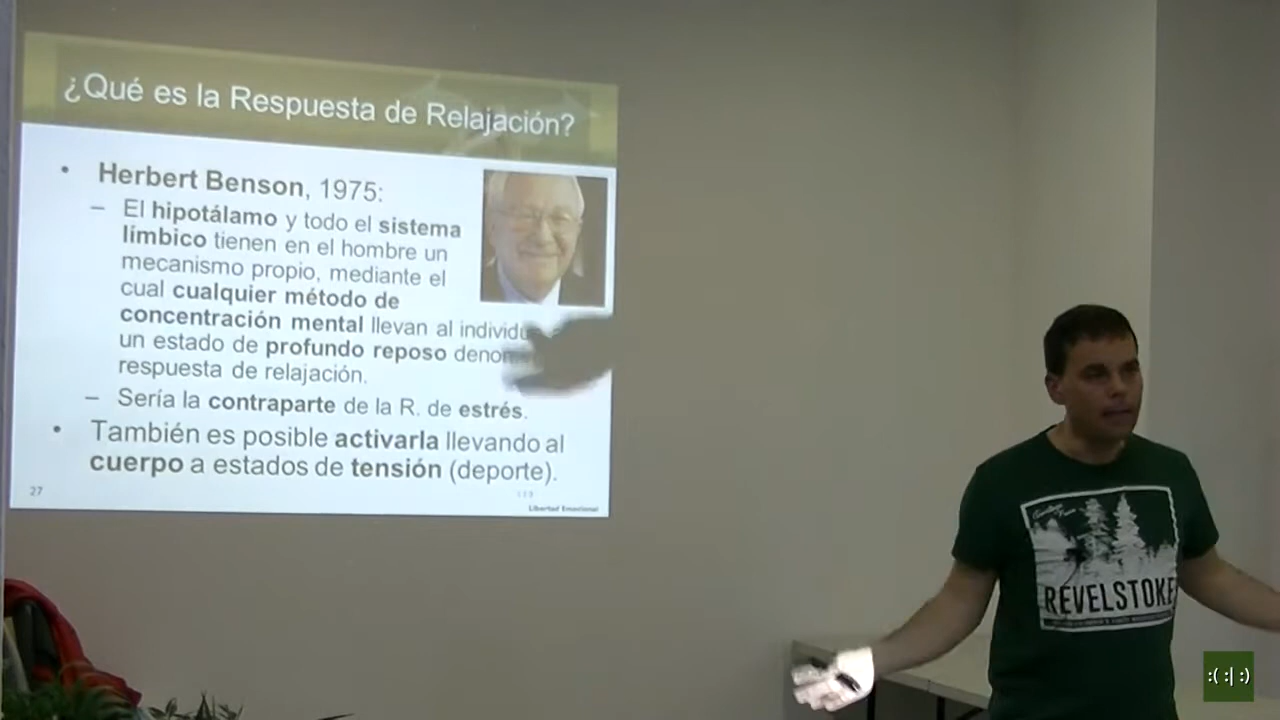 ¿Qué es la Respuesta de Relajación?
• Herbert Benson, 1975:
– El hipotálamo y todo el sistema
límbico tienen en el hombre un
mecanismo propio, mediante el
cual cualquier método de
concentración mental llevan al individu
un estado de profundo reposo denom
respuesta de relajación.
– Sería la contraparte de la R. de estrés.
• También es posible activarla llevando al
cuerpo a estados de tensión (deporte).
27
Libertad Emocional
REVELSTOKE
:( :| :)